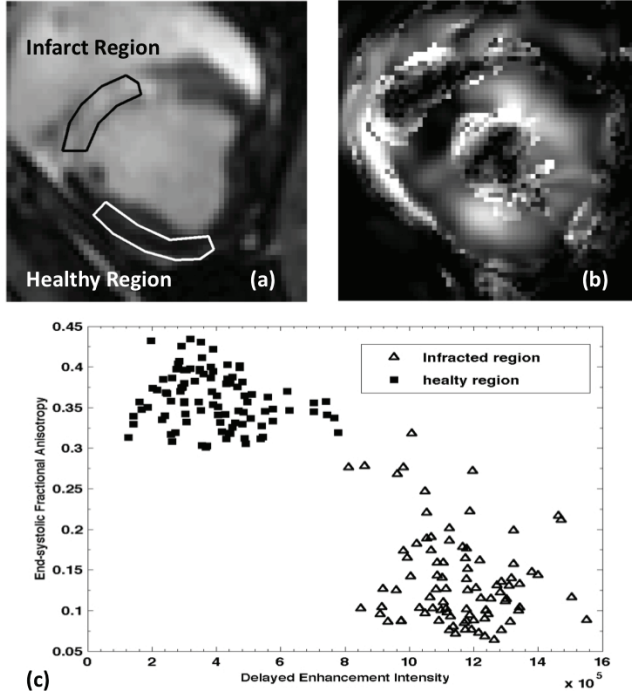 Infarct Region
Healthy Region
(a)
(b)
0.45
0.4
0.35
0.3
0.25
0.2
0.15
0.1
0.05
End-systolic Fractional Anisotropy
Infracted region
healty region
0
2
4
6
8
10
12
14
16
x 10⁵
Delayed Enhancement Intensity
(c)